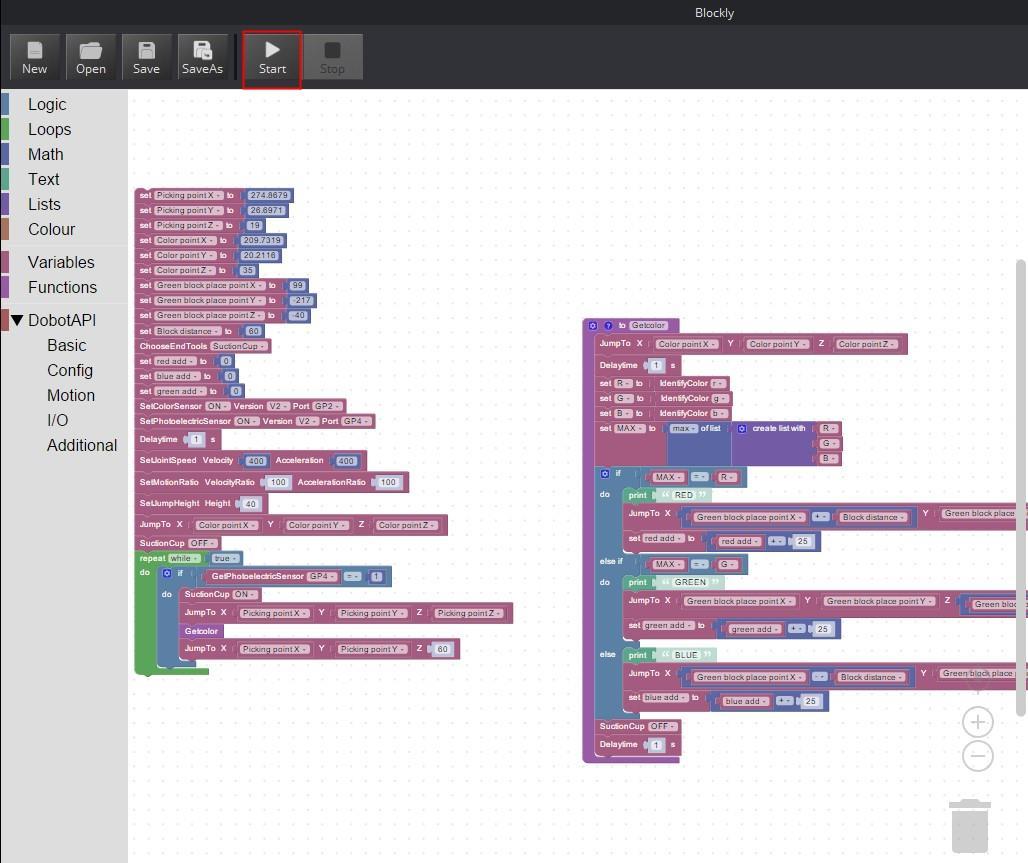 Blockly
New Open Save SaveAs Start Stop
Logic
Loops
Math
Text
Lists
Colour
Variables
Functions
DobotAPI
Basic
Config
Motion
I/O
Additional
set Picking point X to 274.8679
set Picking point Y to 26.6971
set Picking point Z to 19
set Color point X to 209.7319
set Color point Y to 20.2116
set Color point Z to 35
set Green block place point X to 99
set Green block place point Y to -217
set Green block place point Z to -40
set Block distance to 60
ChooseEndTools SuctionCup
set red add to 0
set blue add to 0
set green add to 0
SetColorSensor ON Version V2 Port GP2
SetPhotoelectricSensor ON Version V2 Port GP4
Delaytime 1 s
SetJointSpeed Velocity 400 Acceleration 400
SetMotionRatio VelocityRatio 100 AccelerationRatio 100
SetJumpHeight Height 40
JumpTo X Color point X Y Color point Y Z Color point Z
SuctionCup OFF
repeat while true
do if GetPhotoelectricSensor GP4 = 1
do SuctionCup ON
JumpTo X Picking point X Y Picking point Y Z Picking point Z
Getcolor
JumpTo X Picking point X Y Picking point Y Z 60
? to Getcolor
JumpTo X Color point X Y Color point Y Z Color point Z
Delaytime 1 s
set R to IdentifyColor r
set G to IdentifyColor g
set B to IdentifyColor b
set MAX to max of list create list with R
G
B
if MAX = R
do print “ RED ”
JumpTo X Green block place point X + Block distance Y Green block place
set red add to red add + 25
else if MAX = G
do print “ GREEN ”
JumpTo X Green block place point X Y Green block place point Y Z Green bloc
set green add to green add + 25
else print “ BLUE ”
JumpTo X Green block place point X - Block distance Y Green block place
set blue add to blue add + 25
SuctionCup OFF
Delaytime 1 s